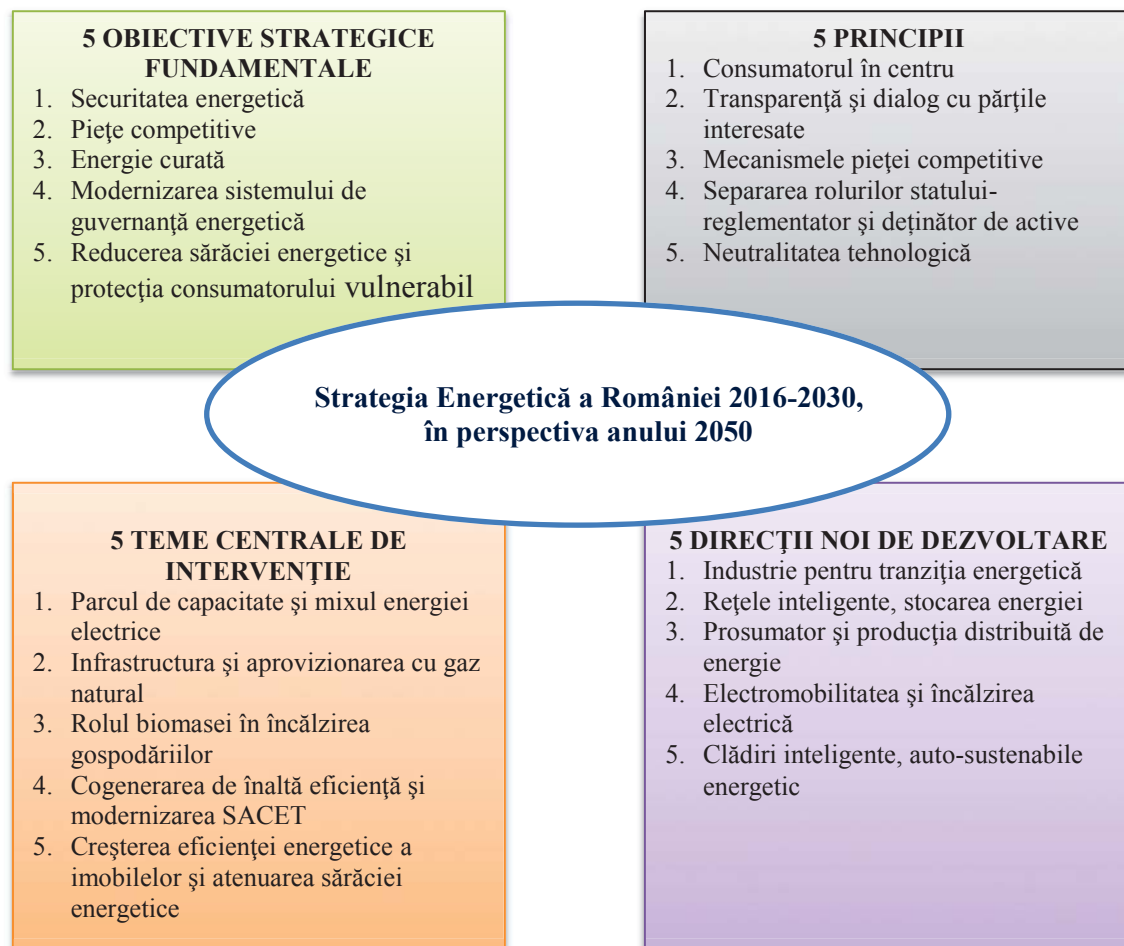 5 OBIECTIVE STRATEGICE
FUNDAMENTALE
1. Securitatea energetică
2. Pieţe competitive
3. Energie curată
4. Modernizarea sistemului de
guvernanţă energetică
5. Reducerea sărăciei energetice şi
protecţia consumatorului vulnerabil
5 PRINCIPII
1. Consumatorul în centru
2. Transparenţă şi dialog cu părţile
interesate
3. Mecanismele pieţei competitive
4. Separarea rolurilor statului-
reglementator şi deținător de active
5. Neutralitatea tehnologică
Strategia Energetică a României 2016-2030,
în perspectiva anului 2050
5 TEME CENTRALE DE
INTERVENŢIE
1. Parcul de capacitate şi mixul energiei
electrice
2. Infrastructura şi aprovizionarea cu gaz
natural
3. Rolul biomasei în încălzirea
gospodăriilor
4. Cogenerarea de înaltă eficienţă şi
modernizarea SACET
5. Creşterea eficienţei energetice a
imobilelor şi atenuarea sărăciei
energetice
5 DIRECŢII NOI DE DEZVOLTARE
1. Industrie pentru tranziţia energetică
2. Reţele inteligente, stocarea energiei
3. Prosumator şi producţia distribuită de
energie
4. Electromobilitatea şi încălzirea
electrică
5. Clădiri inteligente, auto-sustenabile
energetic